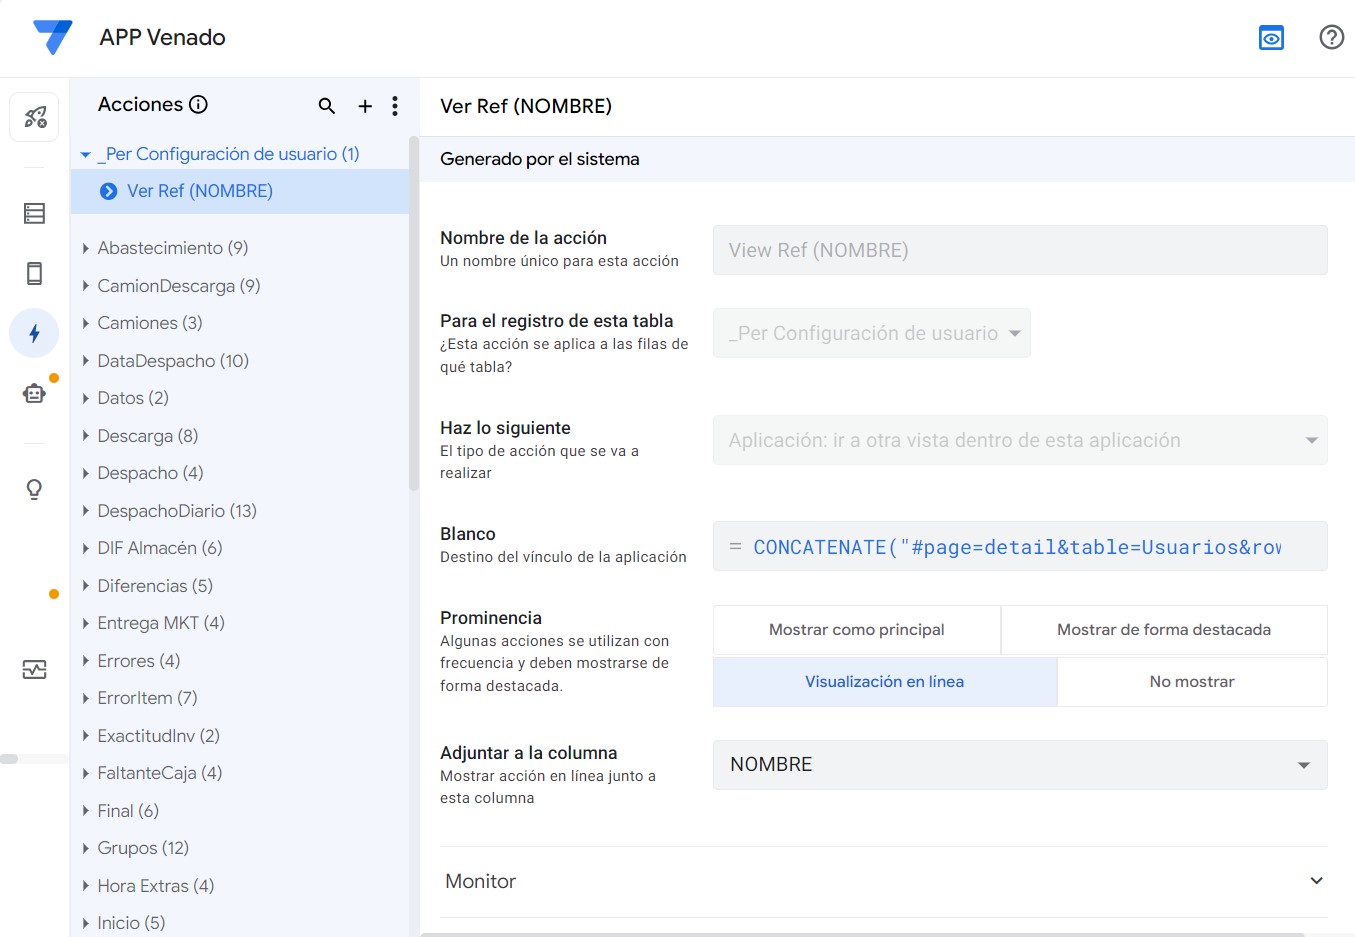 APP Venado
Acciones
_Per Configuración de usuario (1)
Ver Ref (NOMBRE)
Abastecimiento (9)
CamionDescarga (9)
Camiones (3)
DataDespacho (10)
Datos (2)
Descarga (8)
Despacho (4)
DespachoDiario (13)
DIF Almacén (6)
Diferencias (5)
Entrega MKT (4)
Errores (4)
ErrorItem (7)
ExactitudInv (2)
FaltanteCaja (4)
Final (6)
Grupos (12)
Hora Extras (4)
Inicio (5)
Ver Ref (NOMBRE)
Generado por el sistema
Nombre de la acción
Un nombre único para esta acción
View Ref (NOMBRE)
Para el registro de esta tabla
¿Esta acción se aplica a las filas de
qué tabla?
_Per Configuración de usuario
Haz lo siguiente
El tipo de acción que se va a
realizar
Aplicación: ir a otra vista dentro de esta aplicación
Blanco
Destino del vínculo de la aplicación
= CONCATENATE("#page=detail&table=Usuarios&row
Prominencia
Algunas acciones se utilizan con
frecuencia y deben mostrarse de
forma destacada.
Mostrar como principal
Mostrar de forma destacada
Visualización en línea
No mostrar
Adjuntar a la columna
Mostrar acción en línea junto a
esta columna
NOMBRE
Monitor